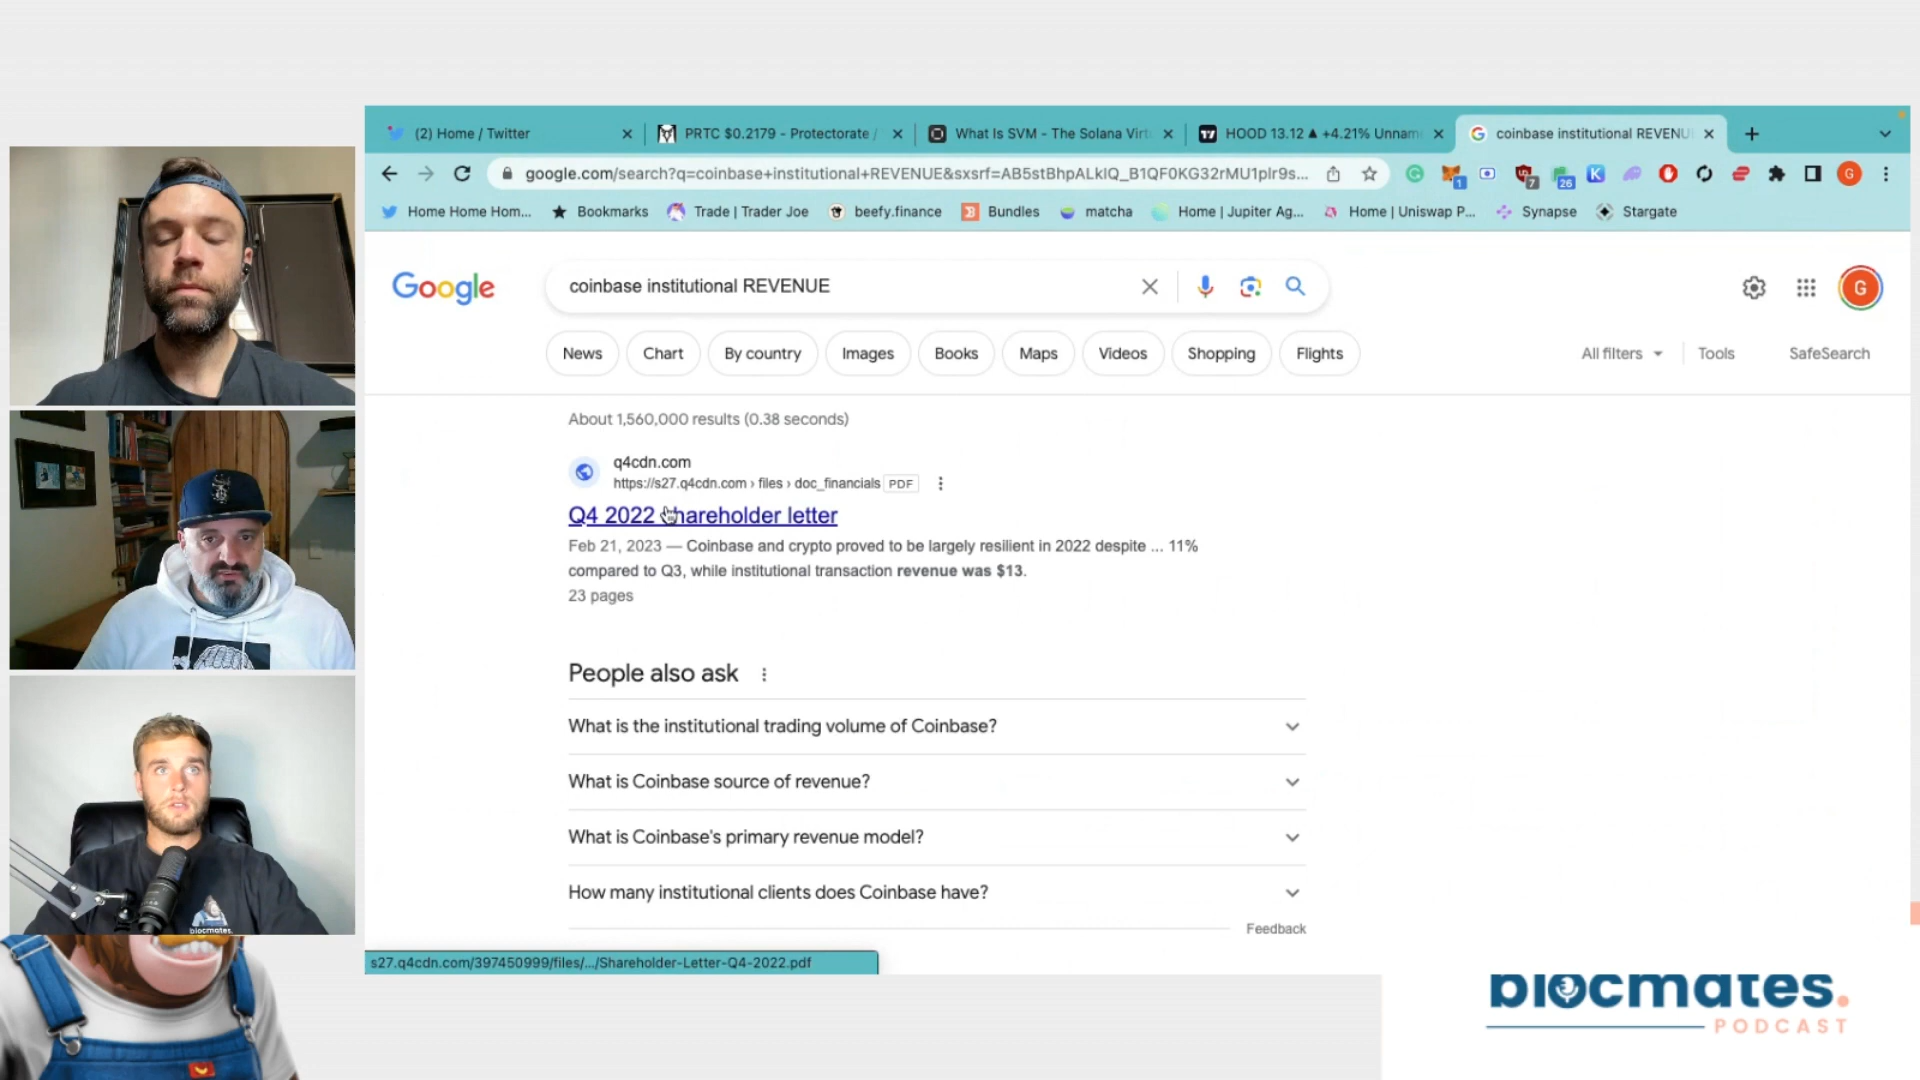 (2) Home / Twitter
PRTC $0.2179 - Protectorate /
What Is SVM - The Solana Virt
HOOD 13.12 ▲ +4.21% Unnam
coinbase institutional REVENU
google.com/search?q=coinbase+institutional+REVENUE&sxsrf=AB5stBhpALkIQ_B1QF0KG32rMU1plr9s...
1
7
26
K
G
Home Home Hom...
Bookmarks
Trade | Trader Joe
beefy.finance
Bundles
matcha
Home | Jupiter Ag...
Home | Uniswap P...
Synapse
Stargate
Google
coinbase institutional REVENUE
G
News
Chart
By country
Images
Books
Maps
Videos
Shopping
Flights
All filters
Tools
SafeSearch
About 1,560,000 results (0.38 seconds)
q4cdn.com
https://s27.q4cdn.com › files › doc_financials PDF
Q4 2022 Shareholder letter
Feb 21, 2023 — Coinbase and crypto proved to be largely resilient in 2022 despite ... 11%
compared to Q3, while institutional transaction revenue was $13.
23 pages
People also ask
What is the institutional trading volume of Coinbase?
What is Coinbase source of revenue?
What is Coinbase's primary revenue model?
How many institutional clients does Coinbase have?
Feedback
s27.q4cdn.com/397450999/files/.../Shareholder-Letter-Q4-2022.pdf
blocmates.
blocmates.
PODCAST